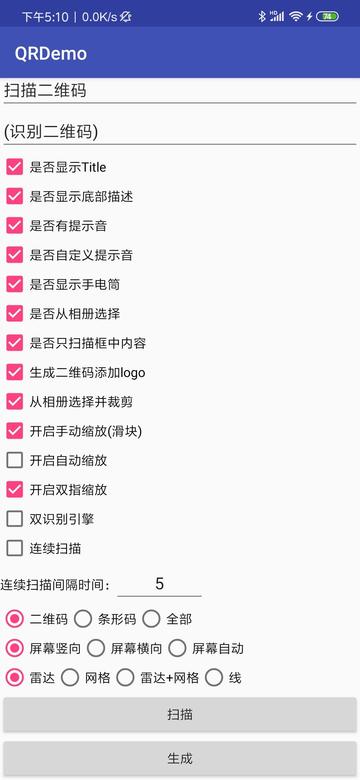 下午5:10 | 0.0K/s
HD 74
QRDemo
扫描二维码
(识别二维码)
是否显示Title
是否显示底部描述
是否有提示音
是否自定义提示音
是否显示手电筒
是否从相册选择
是否只扫描框中内容
生成二维码添加logo
从相册选择并裁剪
开启手动缩放(滑块)
开启自动缩放
开启双指缩放
双识别引擎
连续扫描
连续扫描间隔时间: 5
二维码 条形码 全部
屏幕竖向 屏幕横向 屏幕自动
雷达 网格 雷达+网格 线
扫描
生成